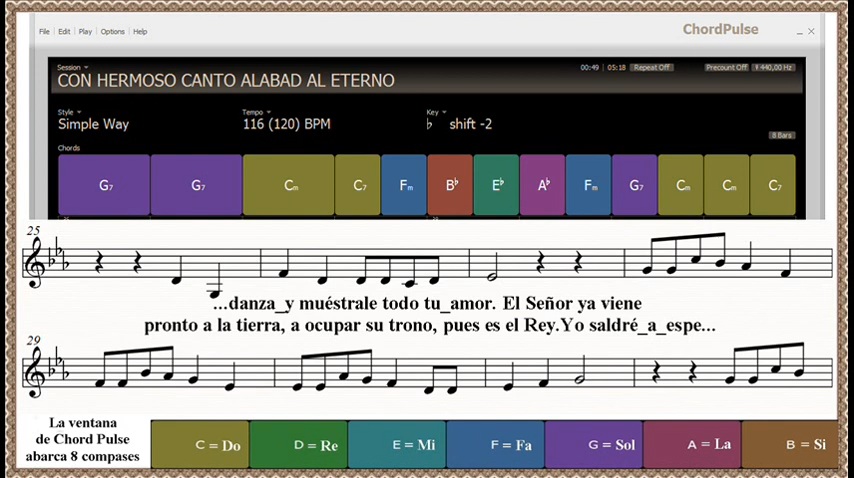 File Edit Play Options Help
ChordPulse
Session
CON HERMOSO CANTO ALABAD AL ETERNO
00:49 05:18 Repeat Off Precount Off 440,00 Hz
Style Tempo Key
Simple Way 116 (120) BPM ♭ shift -2
8 Bars
Chords
G7 G7 Cm C7 Fm B♭ E♭ A♭ Fm G7 Cm Cm C7
25
...danza_y muéstrale todo tu_amor. El Señor ya viene
pronto a la tierra, a ocupar su trono, pues es el Rey.Yo saldré_a_espe...
29
La ventana
de Chord Pulse
abarca 8 compases
C = Do D = Re E = Mi F = Fa G = Sol A = La B = Si